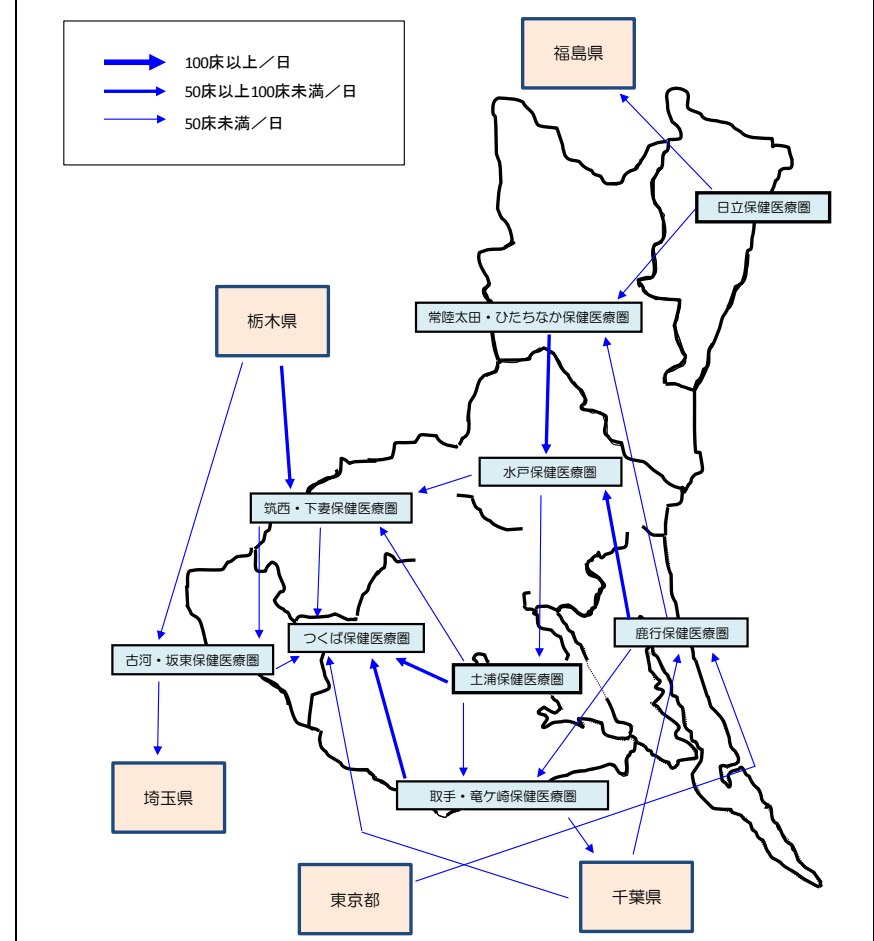 100床以上／日
50床以上100床未満／日
50床未満／日
福島県
日立保健医療圏
栃木県
常陸太田・ひたちなか保健医療圏
水戸保健医療圏
筑西・下妻保健医療圏
つくば保健医療圏
鹿行保健医療圏
古河・坂東保健医療圏
土浦保健医療圏
取手・竜ケ崎保健医療圏
埼玉県
東京都
千葉県